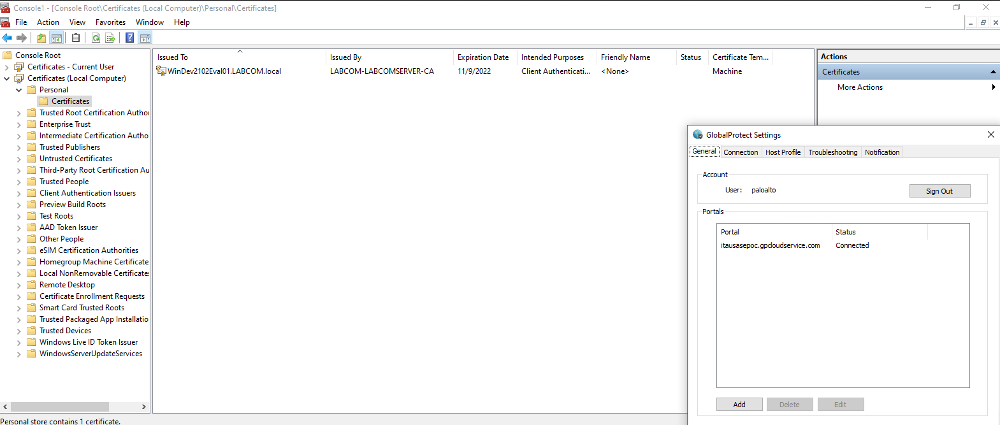 Console1 - [Console Root\Certificates (Local Computer)\Personal\Certificates]
File Action View Favorites Window Help
Console Root
Certificates - Current User
Certificates (Local Computer)
Personal
Certificates
Trusted Root Certification Author
Enterprise Trust
Intermediate Certification Autho
Trusted Publishers
Untrusted Certificates
Third-Party Root Certification Au
Trusted People
Client Authentication Issuers
Preview Build Roots
Test Roots
AAD Token Issuer
Other People
eSIM Certification Authorities
Homegroup Machine Certificate
Local NonRemovable Certificates
Remote Desktop
Certificate Enrollment Requests
Smart Card Trusted Roots
Trusted Packaged App Installatio
Trusted Devices
Windows Live ID Token Issuer
WindowsServerUpdateServices
Issued To Issued By Expiration Date Intended Purposes Friendly Name Status Certificate Tem...
WinDev2102Eval01.LABCOM.local LABCOM-LABCOMSERVER-CA 11/9/2022 Client Authenticati... <None> Machine
Actions
Certificates
More Actions
GlobalProtect Settings
General Connection Host Profile Troubleshooting Notification
Account
User: paloalto Sign Out
Portals
Portal Status
itausasepoc.gpcloudservice.com Connected
Add Delete Edit
Personal store contains 1 certificate.